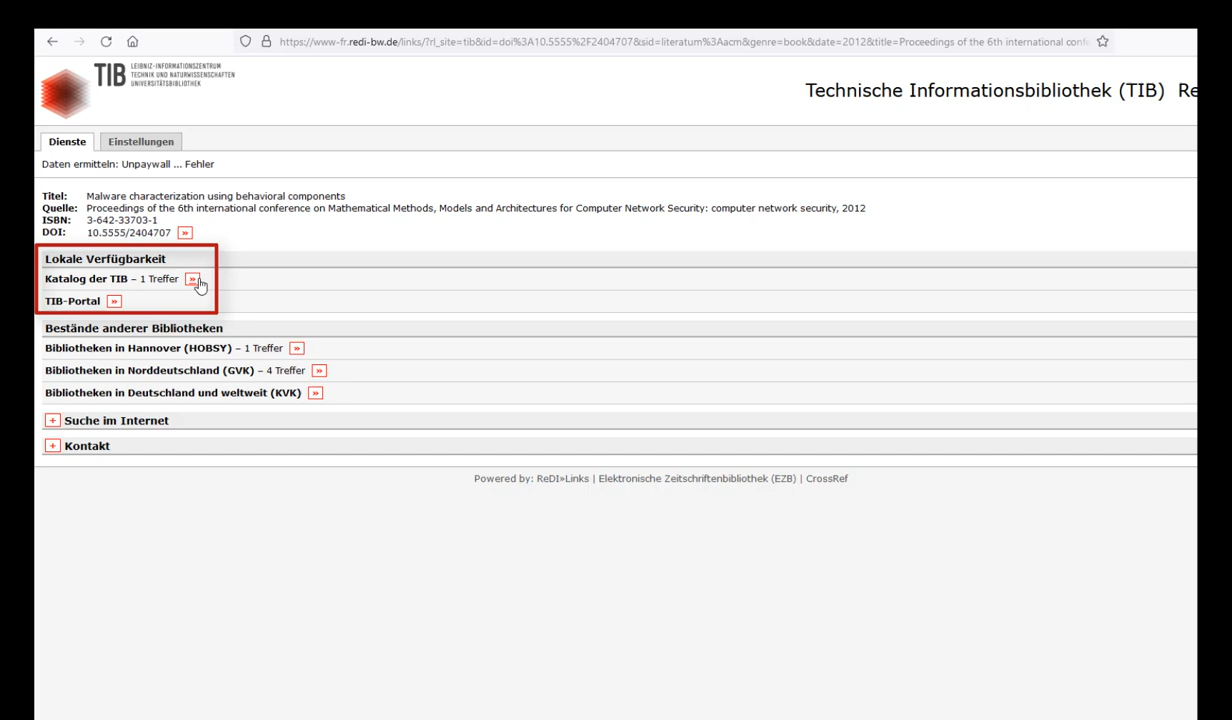 https://www-fr.redi-bw.de/links/?rl_site=tib&id=doi%3A10.5555%2F2404707&sid=literatum%3Aacm&genre=book&date=2012&title=Proceedings of the 6th international conf
TIB LEIBNIZ-INFORMATIONSZENTRUM
TECHNIK UND NATURWISSENSCHAFTEN
UNIVERSITÄTSBIBLIOTHEK
Technische Informationsbibliothek (TIB) Re
Dienste Einstellungen
Daten ermitteln: Unpaywall ... Fehler
Titel: Malware characterization using behavioral components
Quelle: Proceedings of the 6th international conference on Mathematical Methods, Models and Architectures for Computer Network Security: computer network security, 2012
ISBN: 3-642-33703-1
DOI: 10.5555/2404707 »
Lokale Verfügbarkeit
Katalog der TIB – 1 Treffer »
TIB-Portal »
Bestände anderer Bibliotheken
Bibliotheken in Hannover (HOBSY) – 1 Treffer »
Bibliotheken in Norddeutschland (GVK) – 4 Treffer »
Bibliotheken in Deutschland und weltweit (KVK) »
+ Suche im Internet
+ Kontakt
Powered by: ReDI»Links | Elektronische Zeitschriftenbibliothek (EZB) | CrossRef